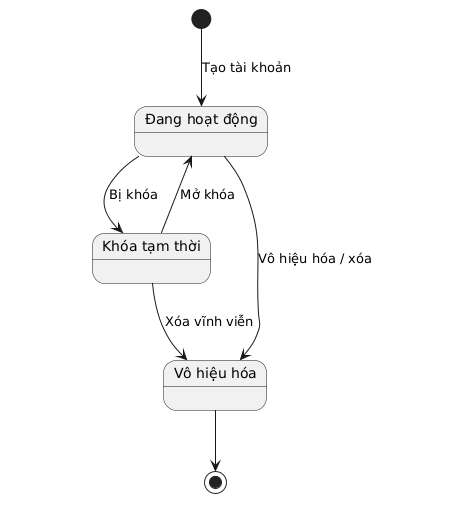 Tạo tài khoản
Đang hoạt động
Bị khóa
Mở khóa
Khóa tạm thời
Vô hiệu hóa / xóa
Xóa vĩnh viễn
Vô hiệu hóa